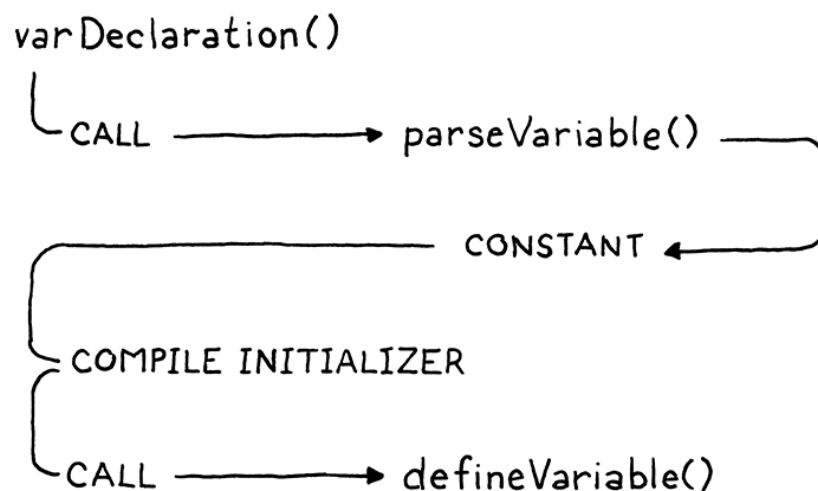 varDeclaration()
CALL parseVariable()
CONSTANT
COMPILE INITIALIZER
CALL defineVariable()